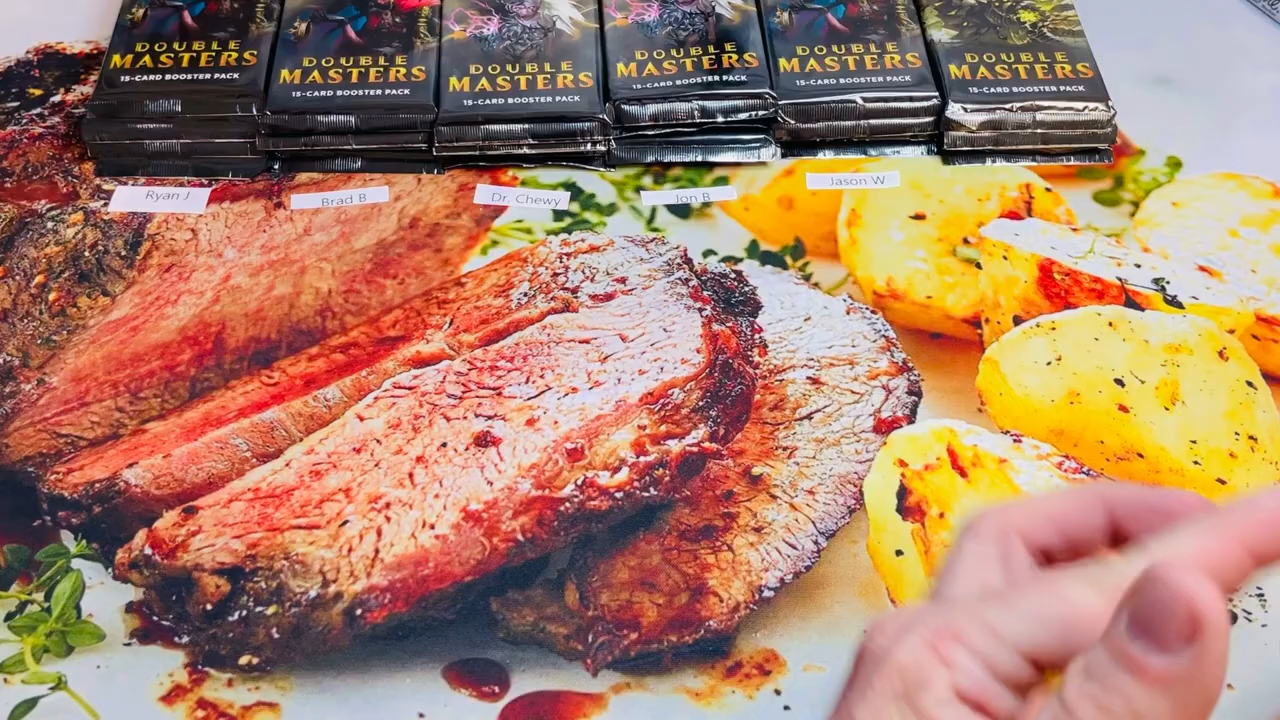 DOUBLE
MASTERS
15-CARD BOOSTER PACK
DOUBLE
MASTERS
15-CARD BOOSTER PACK
DOUBLE
MASTERS
15-CARD BOOSTER PACK
DOUBLE
MASTERS
15-CARD BOOSTER PACK
DOUBLE
MASTERS
15-CARD BOOSTER PACK
DOUBLE
MASTERS
15-CARD BOOSTER PACK
Ryan J
Brad B
Dr. Chewy
Jon B
Jason W